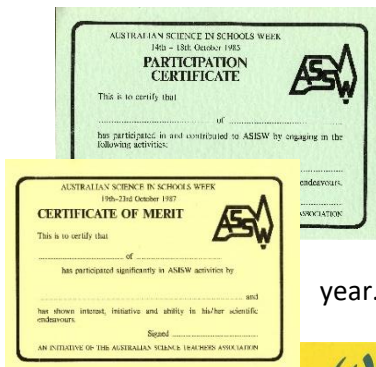 AUSTRALIAN SCIENCE IN SCHOOLS WEEK
14th – 18th October 1985
PARTICIPATION
CERTIFICATE
ASSW
This is to certify that
of
has participated in and contributed to ASISW by engaging in the
following activities:
endeavours.
ASSOCIATION
AUSTRALIAN SCIENCE IN SCHOOLS WEEK
19th–23rd October 1987
CERTIFICATE OF MERIT
ASSW
This is to certify that
of
has participated significantly in ASISW activities by
and
has shown interest, initiative and ability in his/her scientific
endeavours.
Signed
AN INITIATIVE OF THE AUSTRALIAN SCIENCE TEACHERS ASSOCIATION
year.